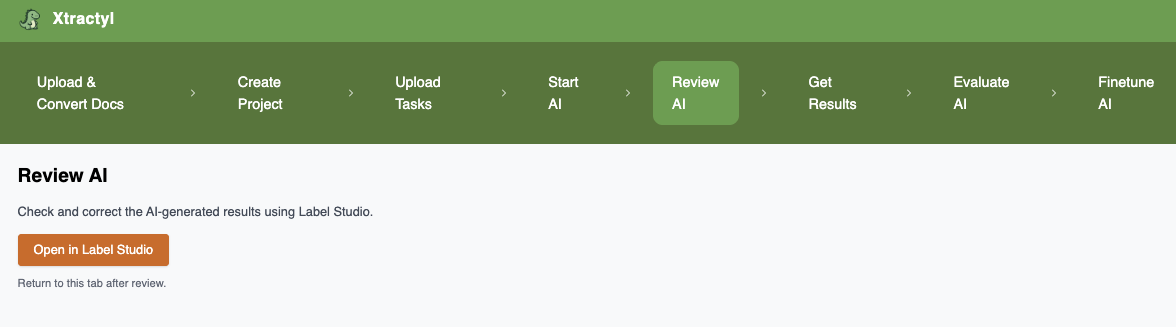 Xtractyl
Upload &
Convert Docs
Create
Project
Upload
Tasks
Start
AI
Review
AI
Get
Results
Evaluate
AI
Finetune
AI
Review AI
Check and correct the AI-generated results using Label Studio.
Open in Label Studio
Return to this tab after review.